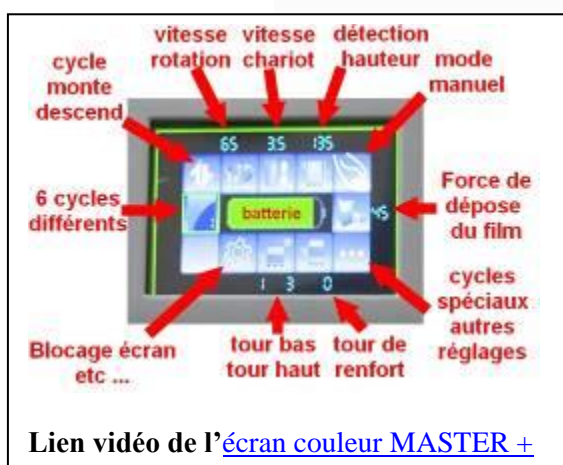 vitesse vitesse détection
rotation chariot hauteur mode
manuel
cycle
monte
descend
65 3.5 135
6 cycles
différents
batterie
45
Force de
dépose
du film
1 3 0
cycles
spéciaux
autres
réglages
Blocage écran
etc ...
tour bas
tour haut
tour de
renfort
Lien vidéo de l'écran couleur MASTER +